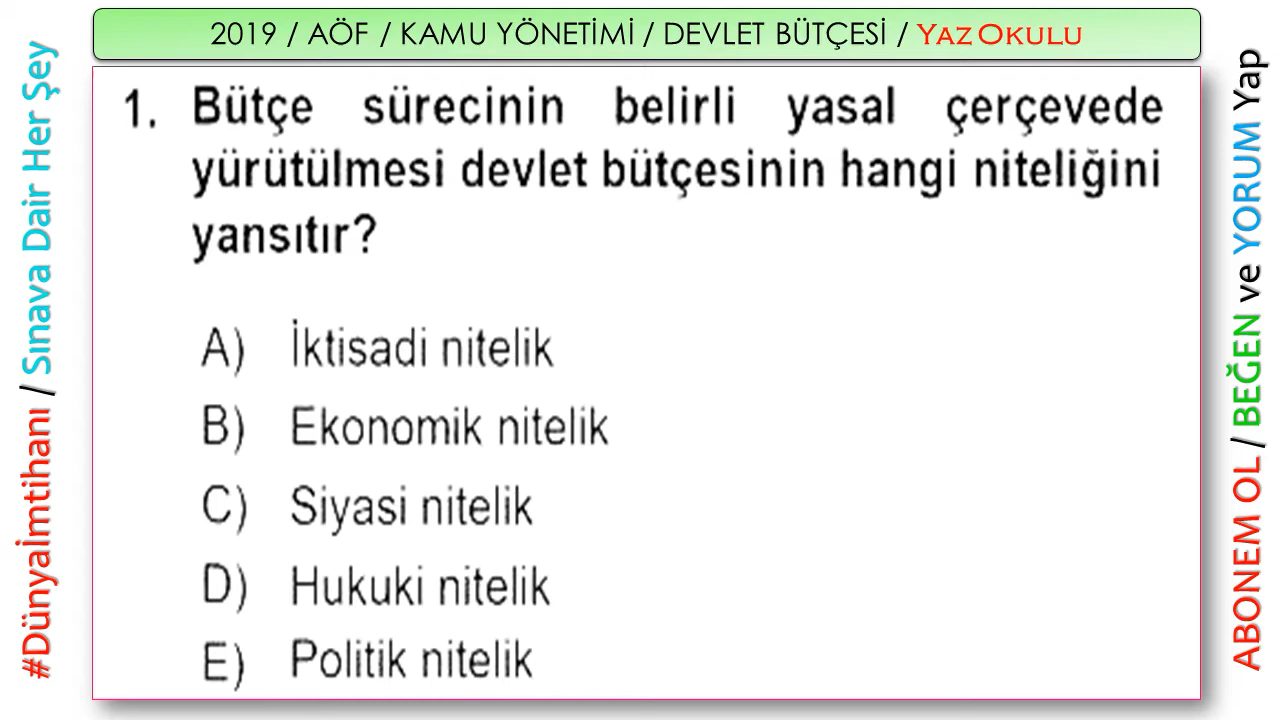 2019 / AÖF / KAMU YÖNETİMİ / DEVLET BÜTÇESİ / YAZ OKULU
#Dünyaİmtihanı / Sınava Dair Her Şey
1. Bütçe sürecinin belirli yasal çerçevede
yürütülmesi devlet bütçesinin hangi niteliğini
yansıtır?
A) İktisadi nitelik
B) Ekonomik nitelik
C) Siyasi nitelik
D) Hukuki nitelik
E) Politik nitelik
ABONEM OL / BEĞEN ve YORUM Yap